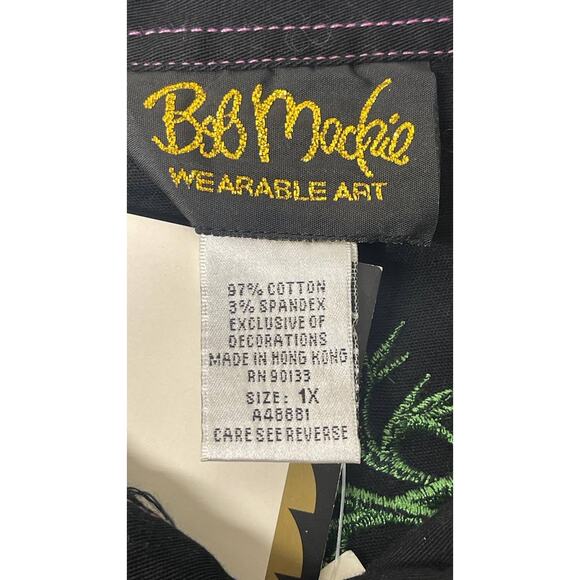 Bob Mackie
WEARABLE ART
97% COTTON
3% SPANDEX
EXCLUSIVE OF
DECORATIONS
MADE IN HONG KONG
RN 90133
SIZE: 1X
A48881
CARE SEE REVERSE